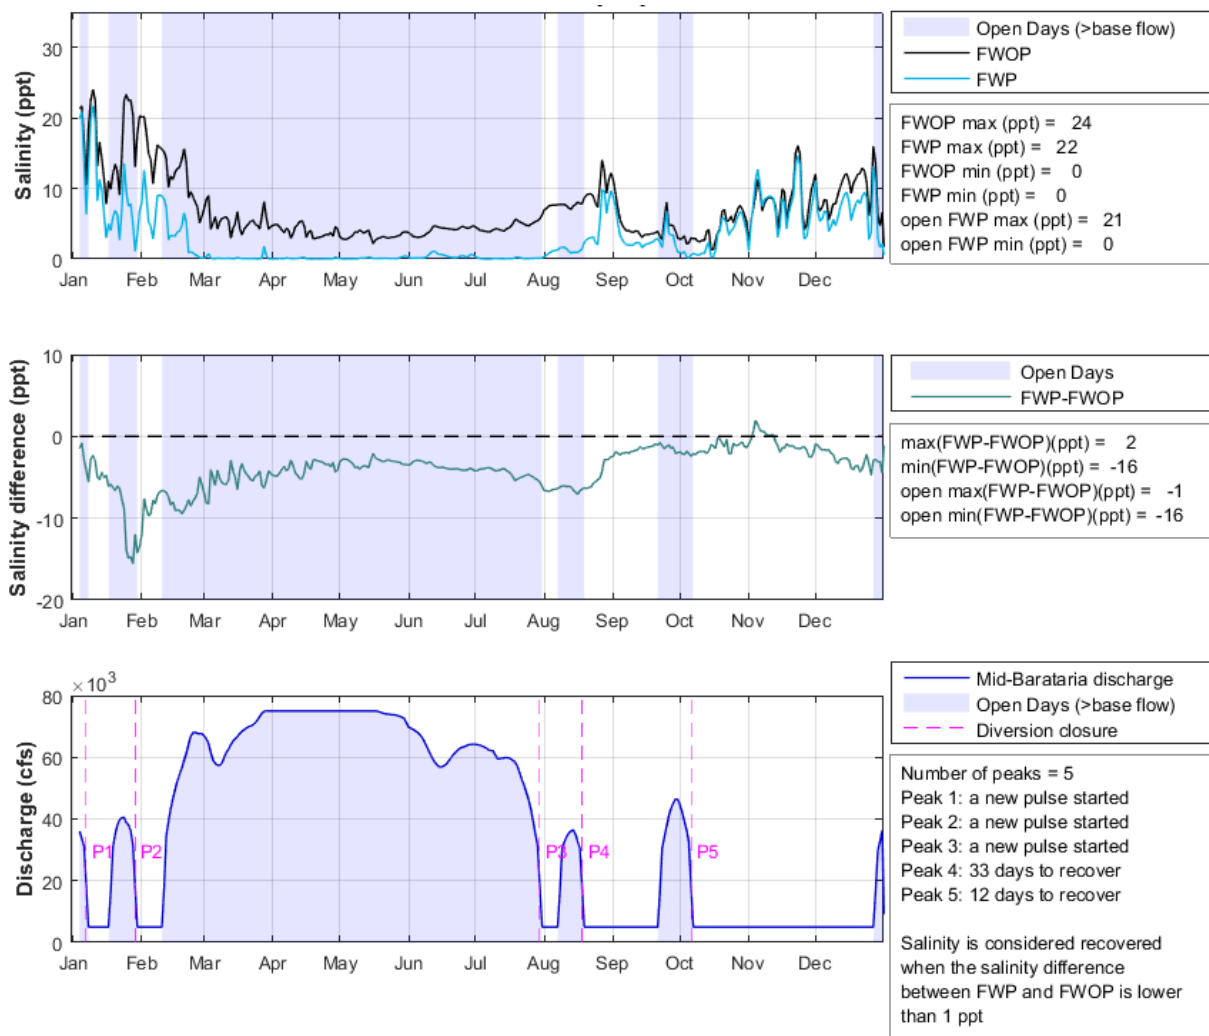 Salinity (ppt)
30
20
10
0
Jan Feb Mar Apr May Jun Jul Aug Sep Oct Nov Dec
Open Days (>base flow)
FWOP
FWP
FWOP max (ppt) = 24
FWP max (ppt) = 22
FWOP min (ppt) = 0
FWP min (ppt) = 0
open FWP max (ppt) = 21
open FWP min (ppt) = 0
Salinity difference (ppt)
10
0
-10
-20
Jan Feb Mar Apr May Jun Jul Aug Sep Oct Nov Dec
Open Days
FWP-FWOP
max(FWP-FWOP)(ppt) = 2
min(FWP-FWOP)(ppt) = -16
open max(FWP-FWOP)(ppt) = -1
open min(FWP-FWOP)(ppt) = -16
Discharge (cfs)
× 10³
80
60
40
20
0
P1 P2 P3 P4 P5
Jan Feb Mar Apr May Jun Jul Aug Sep Oct Nov Dec
Mid-Barataria discharge
Open Days (>base flow)
Diversion closure
Number of peaks = 5
Peak 1: a new pulse started
Peak 2: a new pulse started
Peak 3: a new pulse started
Peak 4: 33 days to recover
Peak 5: 12 days to recover
Salinity is considered recovered
when the salinity difference
between FWP and FWOP is lower
than 1 ppt